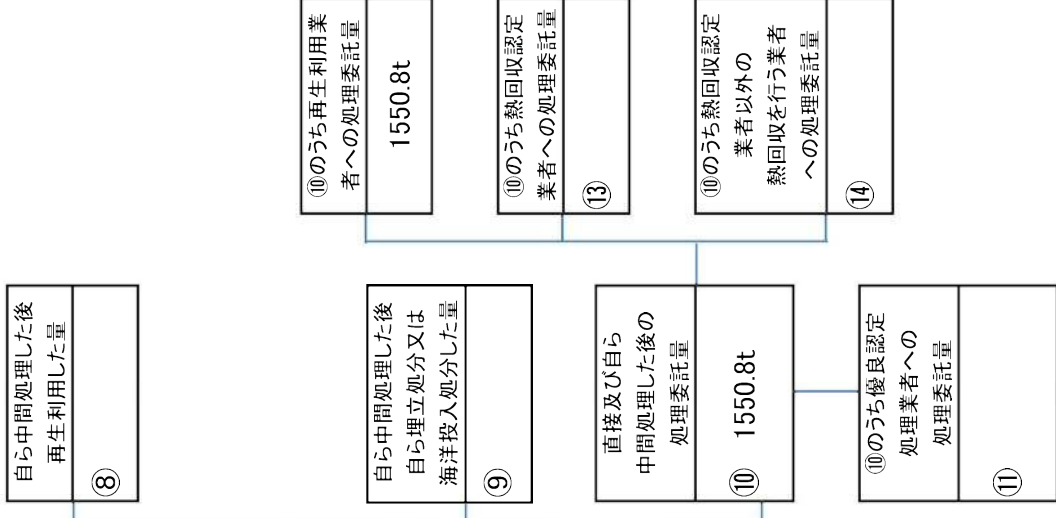 自ら中間処理した後
再生利用した量
⑧
自ら中間処理した後
自ら埋立処分又は
海洋投入処分した量
⑨
直接及び自ら
中間処理した後の
処理委託量
⑩ 1550.8t
⑩のうち優良認定
処理業者への
処理委託量
⑪
⑩のうち再生利用業
者への処理委託量
1550.8t
⑩のうち熱回収認定
業者への処理委託量
⑬
⑩のうち熱回収認定
業者以外の
熱回収を行う業者
への処理委託量
⑭